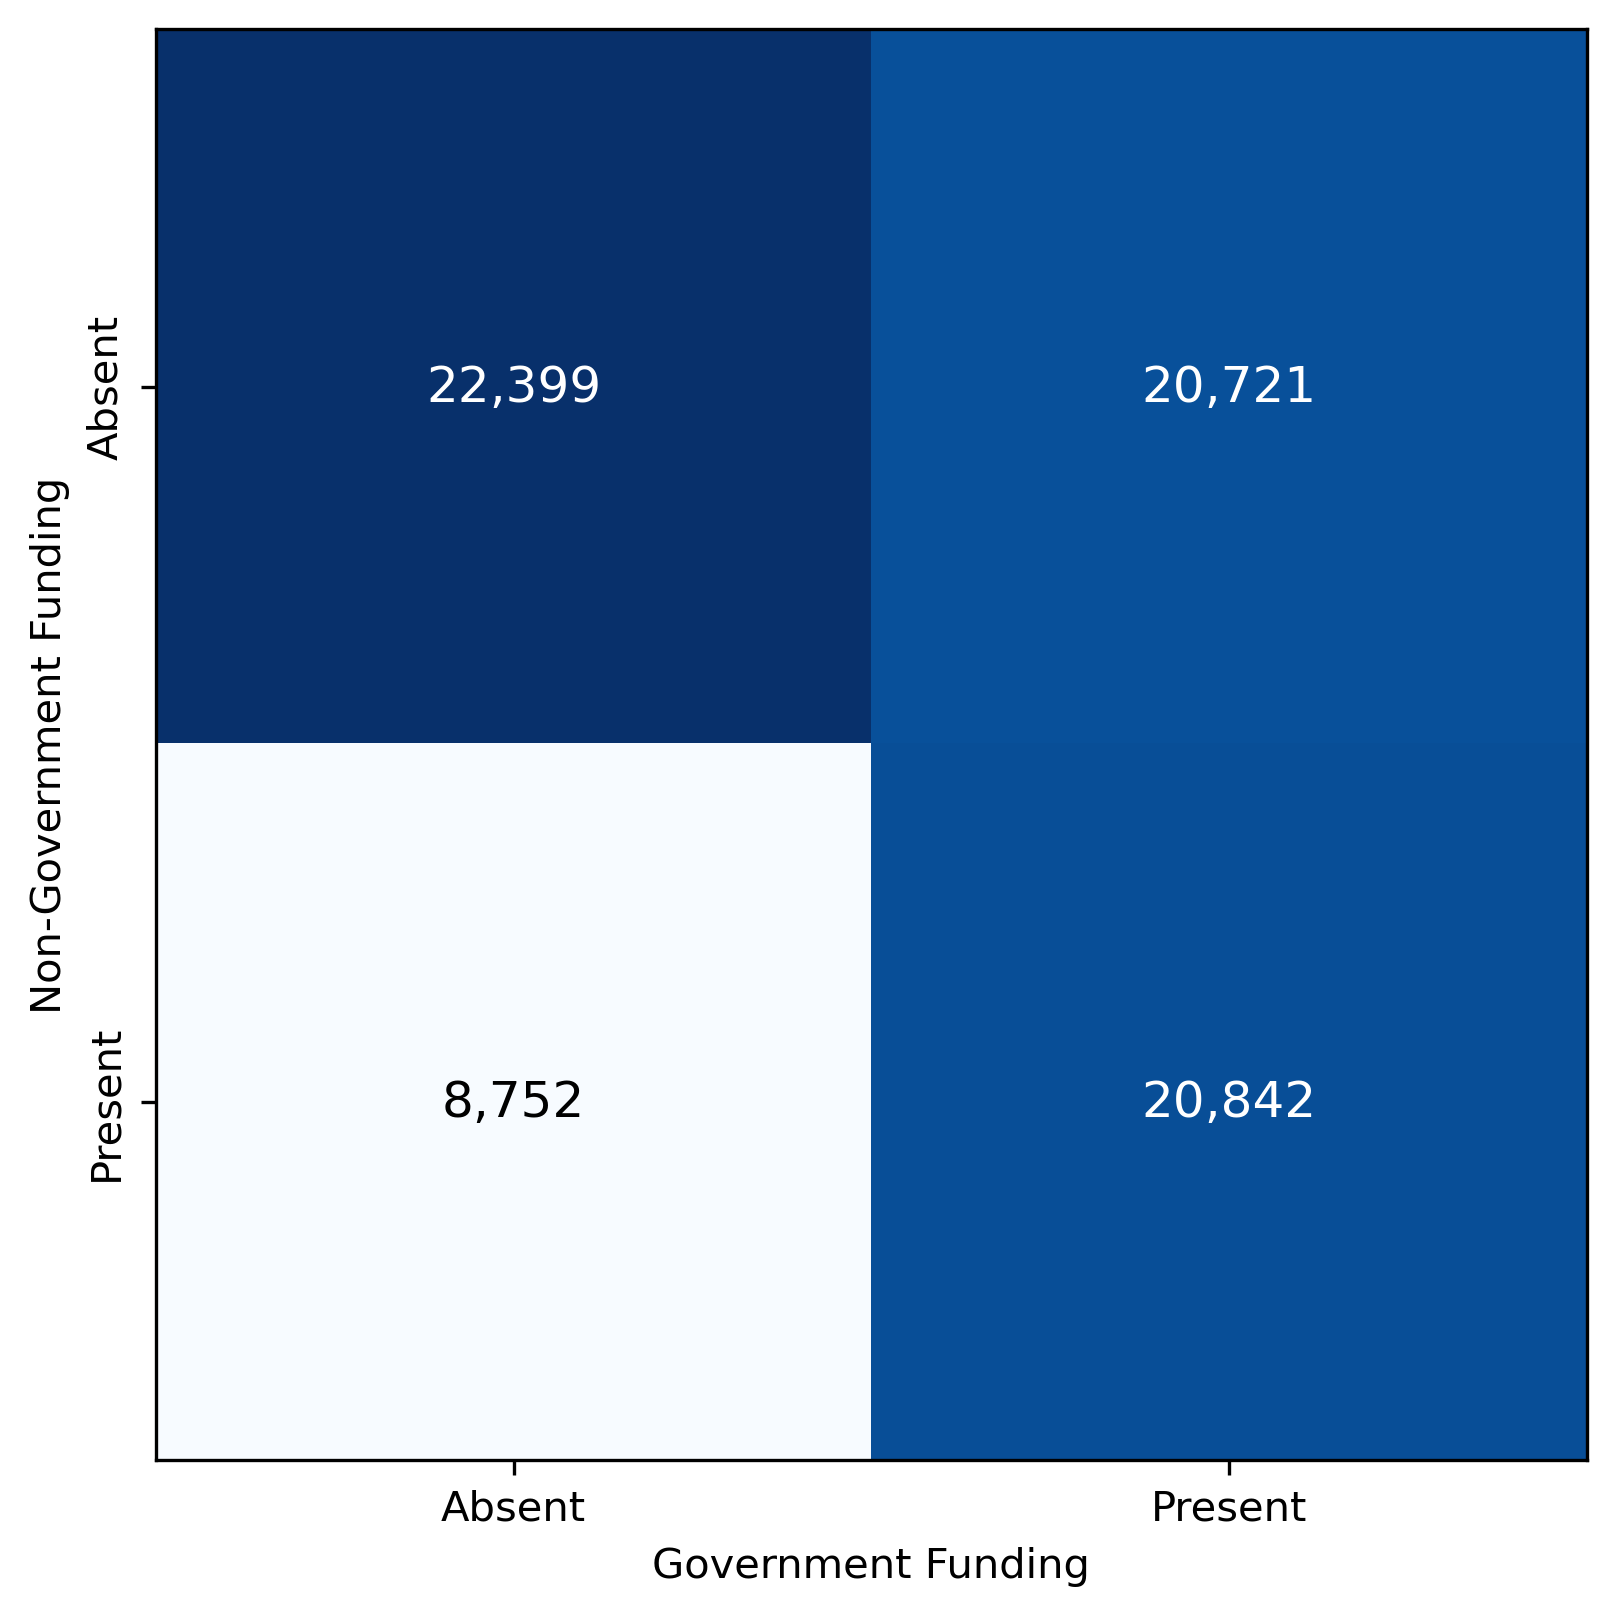 Non-Government Funding
Absent
Present
22,399
20,721
8,752
20,842
Absent
Present
Government Funding